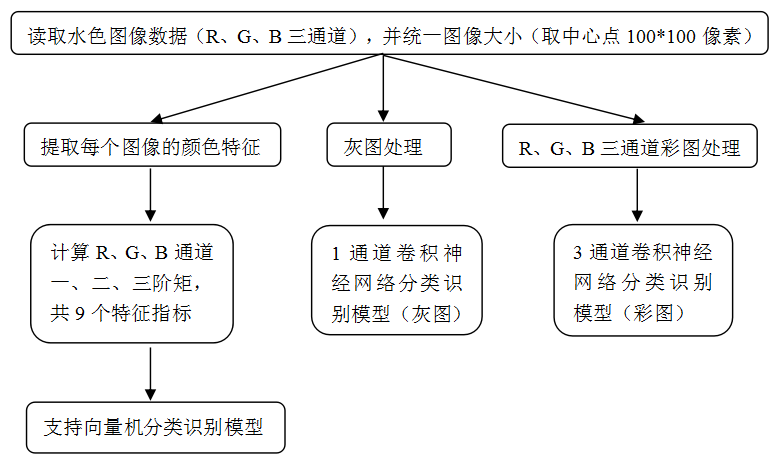 读取水色图像数据（R、G、B 三通道），并统一图像大小（取中心点 100*100 像素）
提取每个图像的颜色特征
灰图处理
R、G、B 三通道彩图处理
计算 R、G、B 通道
一、二、三阶矩，
共 9 个特征指标
1 通道卷积神
经网络分类识
别模型（灰图）
3 通道卷积神经
网络分类识别
模型（彩图）
支持向量机分类识别模型